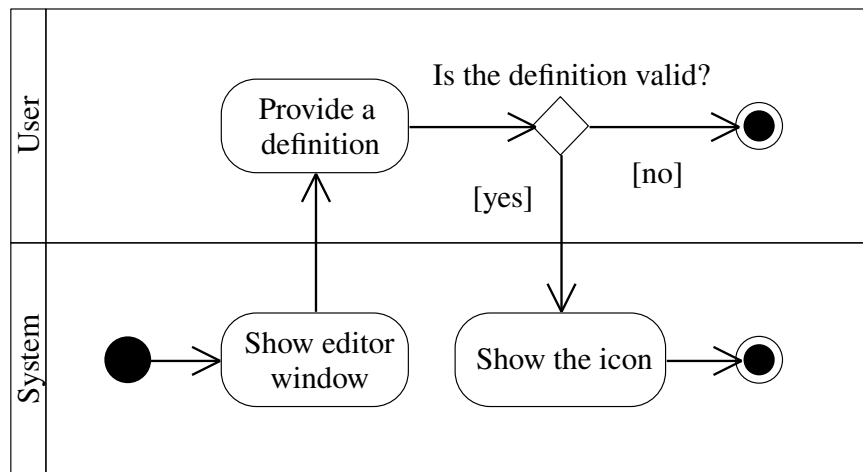 User
Provide a
definition
Is the definition valid?
[yes]
[no]
System
Show editor
window
Show the icon